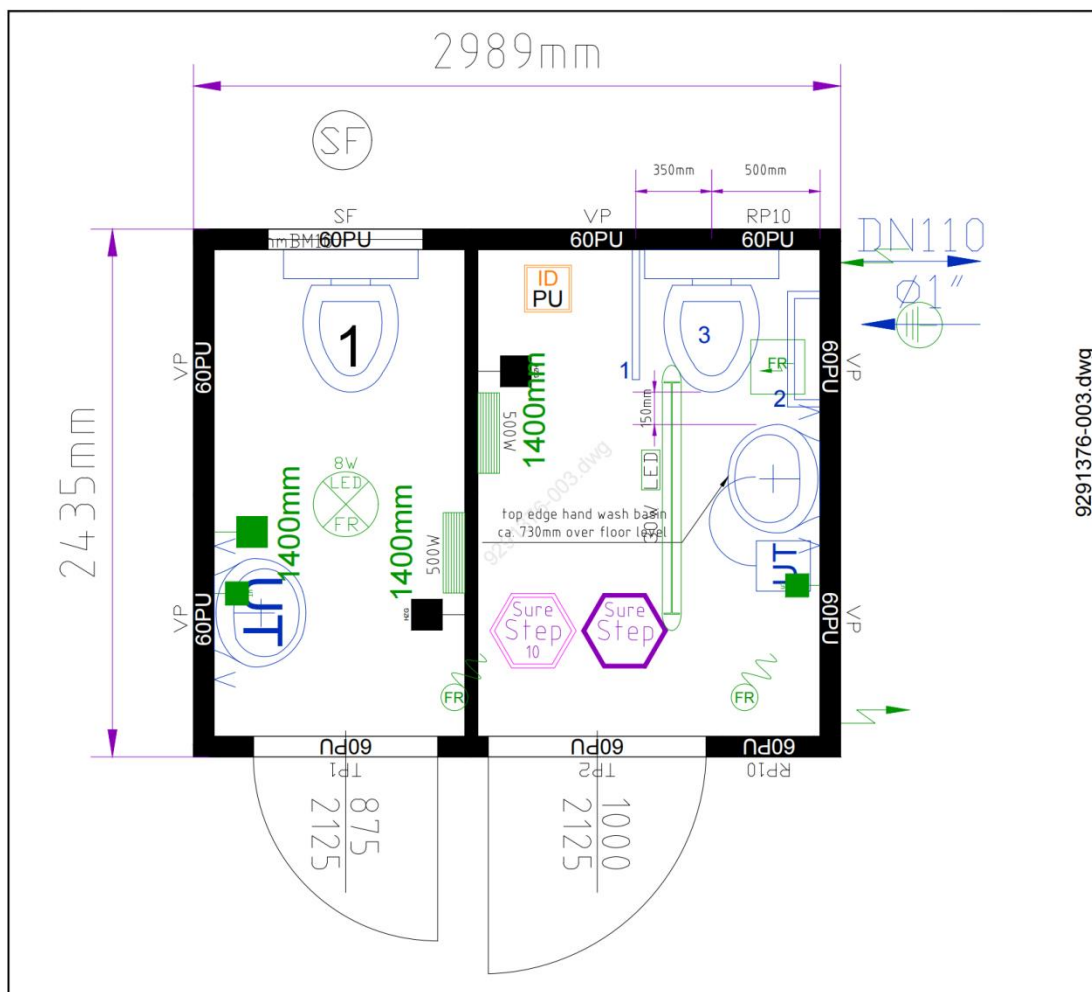 2989mm
SF
350mm
500mm
SF
VP
RP10
60PU
60PU
60PU
DN110
Ø1"
ID
PU
1
3
FR
1
2
VP
60PU
60PU
VP
1400mm
500W
150mm
8W
LED
FR
1400mm
1400mm
500W
LED
top edge hand wash basin
ca. 730mm over floor level
9291376-003.dwg
2435mm
UT
UT
VP
60PU
60PU
VP
Sure
Step
10
Sure
Step
FR
FR
60PU
60PU
60PU
TP1
TP2
RP10
875
2125
1000
2125
9291376-003.dwg